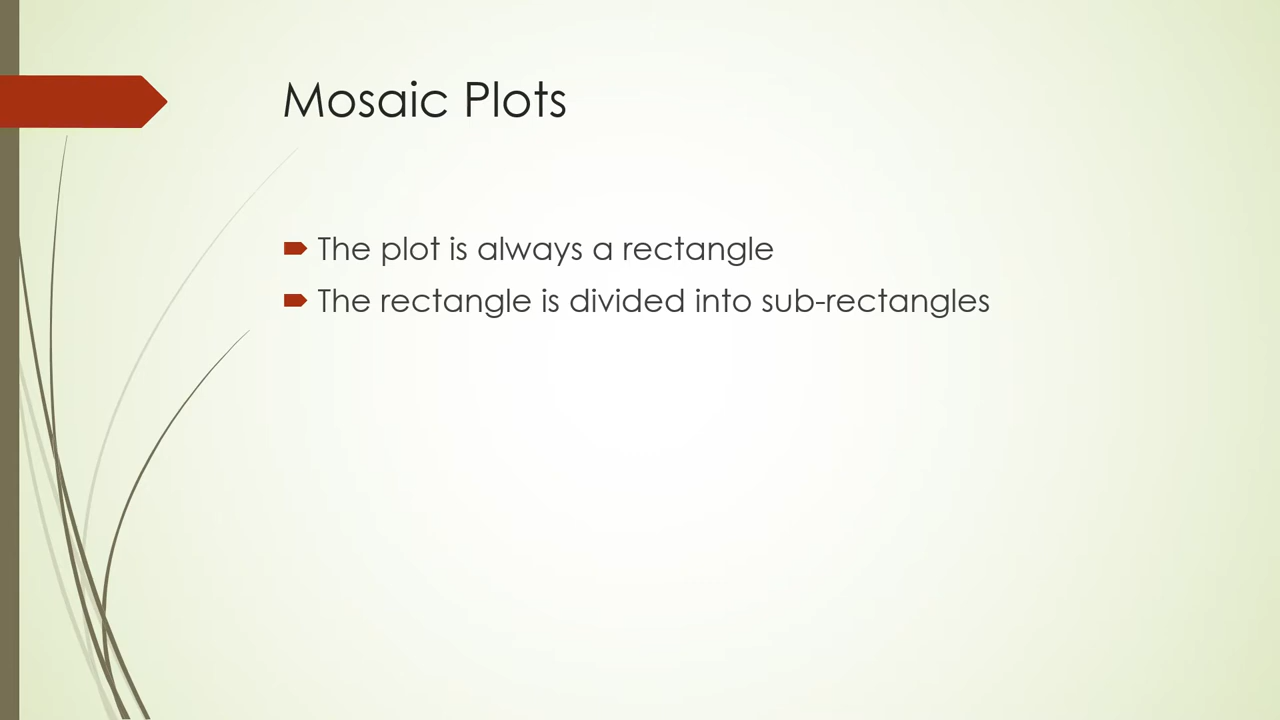 Mosaic Plots
The plot is always a rectangle
The rectangle is divided into sub-rectangles